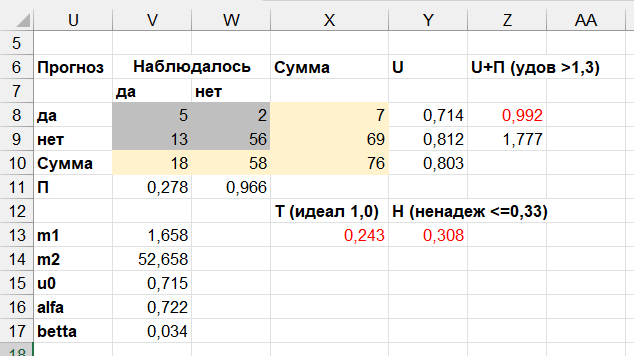 U V W X Y Z AA
5
6 Прогноз Наблюдалось Сумма U U+П (удов >1,3)
7 да нет
8 да 5 2 7 0,714 0,992
9 нет 13 56 69 0,812 1,777
10 Сумма 18 58 76 0,803
11 П 0,278 0,966
12 T (идеал 1,0) H (ненадеж <=0,33)
13 m1 1,658 0,243 0,308
14 m2 52,658
15 u0 0,715
16 alfa 0,722
17 betta 0,034
18